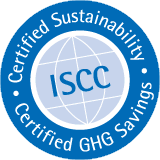 • Certified Sustainability •
ISCC
Certified GHG Savings